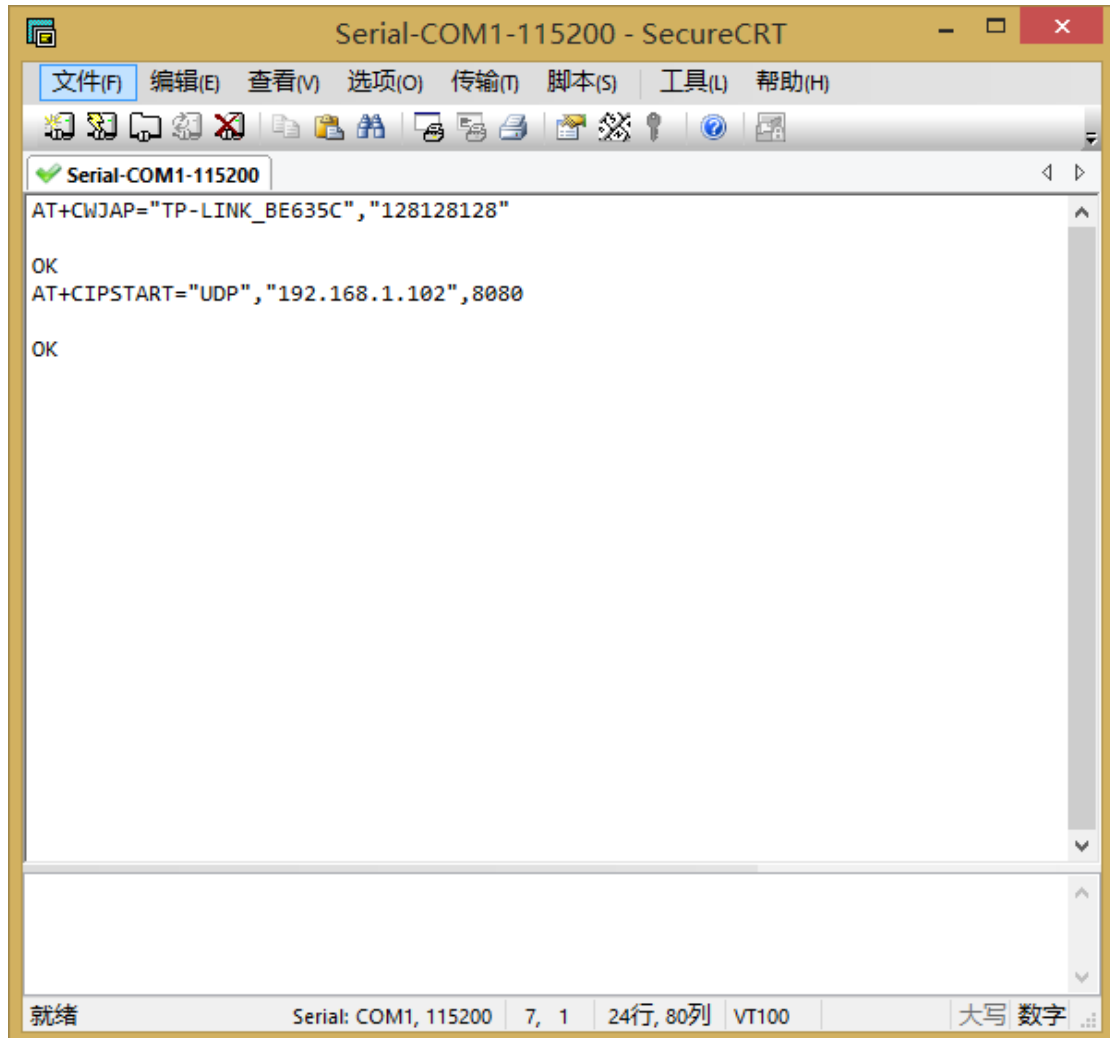 Serial-COM1-115200 - SecureCRT
文件(F) 编辑(E) 查看(V) 选项(O) 传输(T) 脚本(S) 工具(L) 帮助(H)
Serial-COM1-115200
AT+CWJAP="TP-LINK_BE635C","128128128"
OK
AT+CIPSTART="UDP","192.168.1.102",8080
OK
就绪 Serial: COM1, 115200 7, 1 24行, 80列 VT100 大写 数字